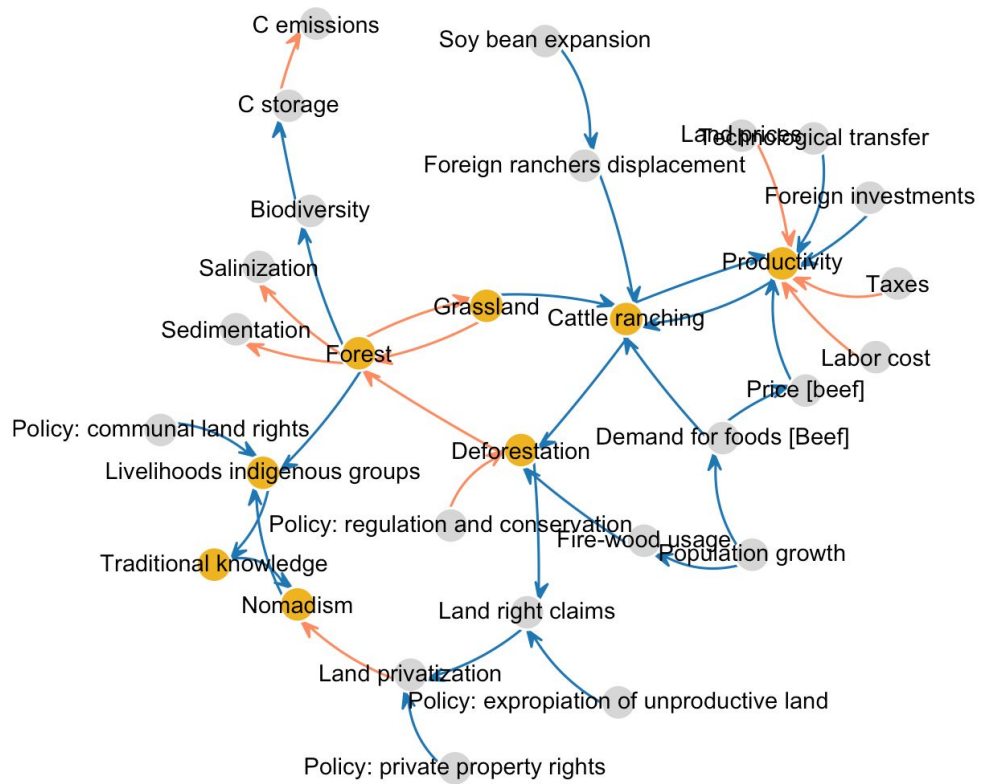 C emissions
Soy bean expansion
C storage
Land prices
Technological transfer
Foreign ranchers displacement
Foreign investments
Biodiversity
Productivity
Salinization
Taxes
Grassland
Cattle ranching
Sedimentation
Forest
Labor cost
Price [beef]
Policy: communal land rights
Demand for foods [Beef]
Deforestation
Livelihoods indigenous groups
Policy: regulation and conservation
Fire-wood usage
Population growth
Traditional knowledge
Nomadism
Land right claims
Land privatization
Policy: expropiation of unproductive land
Policy: private property rights